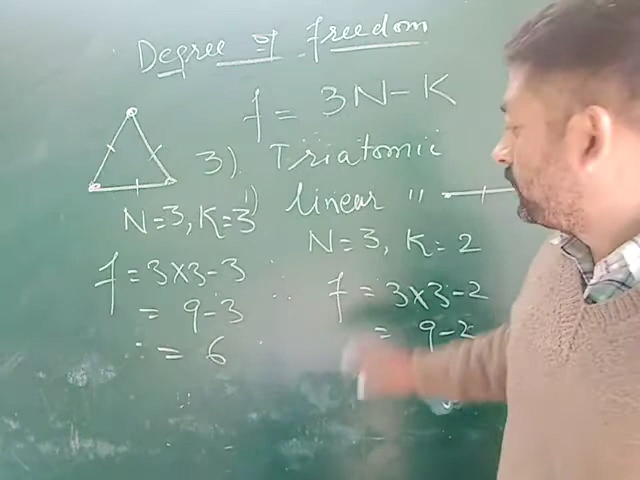 Degree of freedom
f = 3N - K
3). Triatomic
1) linear "
N=3, K=3
f = 3x3-3
= 9-3
∴ = 6
N=3, K=2
f = 3x3-2
= 9-2